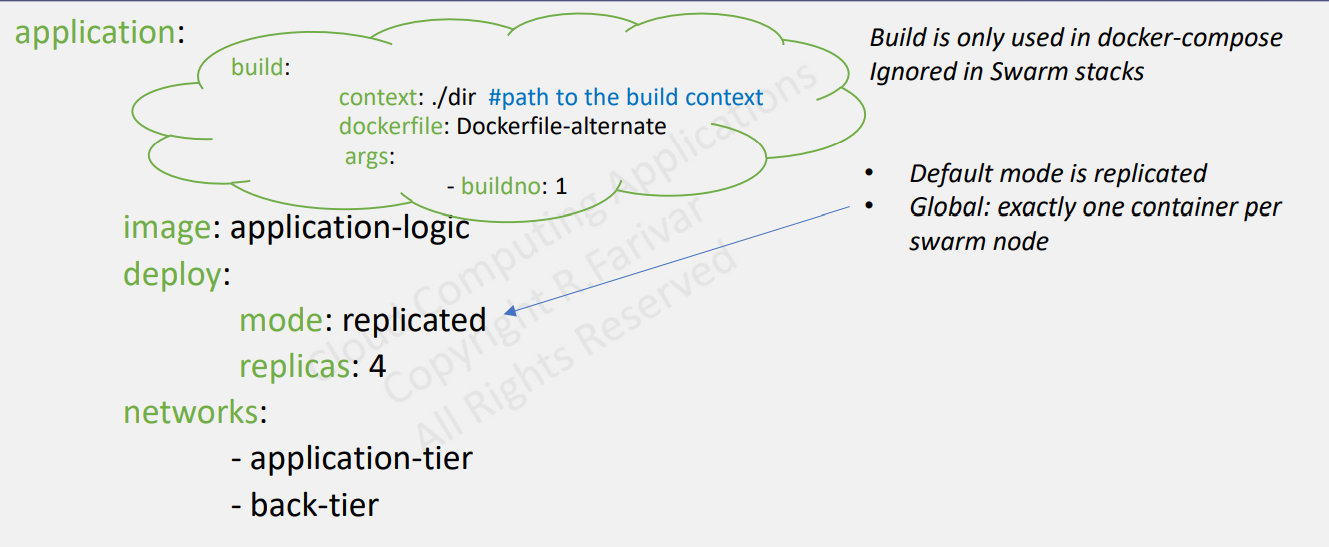 application:
build:
context: ./dir #path to the build context
dockerfile: Dockerfile-alternate
args:
- buildno: 1
image: application-logic
deploy:
mode: replicated
replicas: 4
networks:
- application-tier
- back-tier
Build is only used in docker-compose
Ignored in Swarm stacks
• Default mode is replicated
• Global: exactly one container per
swarm node
Cloud Computing Applications
Copyright R.Farivar
All Rights Reserved